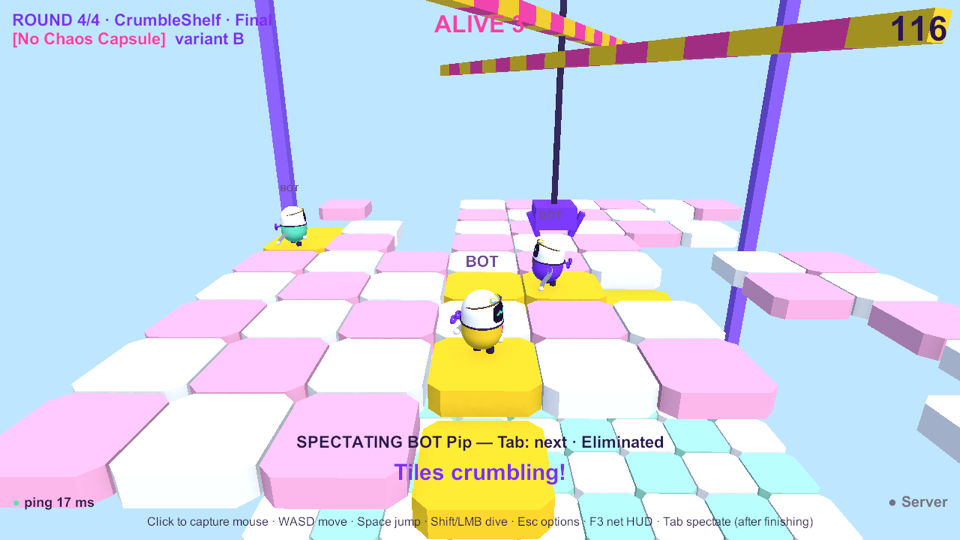 ROUND 4/4 · CrumbleShelf · Final
[No Chaos Capsule] variant B
ALIVE 3
116
BOT
BOT
BOT
SPECTATING BOT Pip — Tab: next · Eliminated
Tiles crumbling!
● ping 17 ms
● Server
Click to capture mouse · WASD move · Space jump · Shift/LMB dive · Esc options · F3 net HUD · Tab spectate (after finishing)